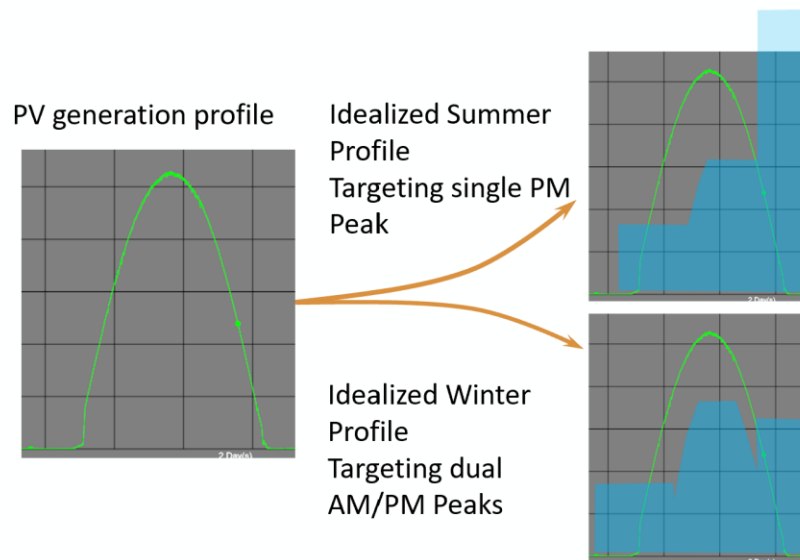 PV generation profile
Idealized Summer
Profile
Targeting single PM
Peak
Idealized Winter
Profile
Targeting dual
AM/PM Peaks
2 Day(s)
2 Day(s)